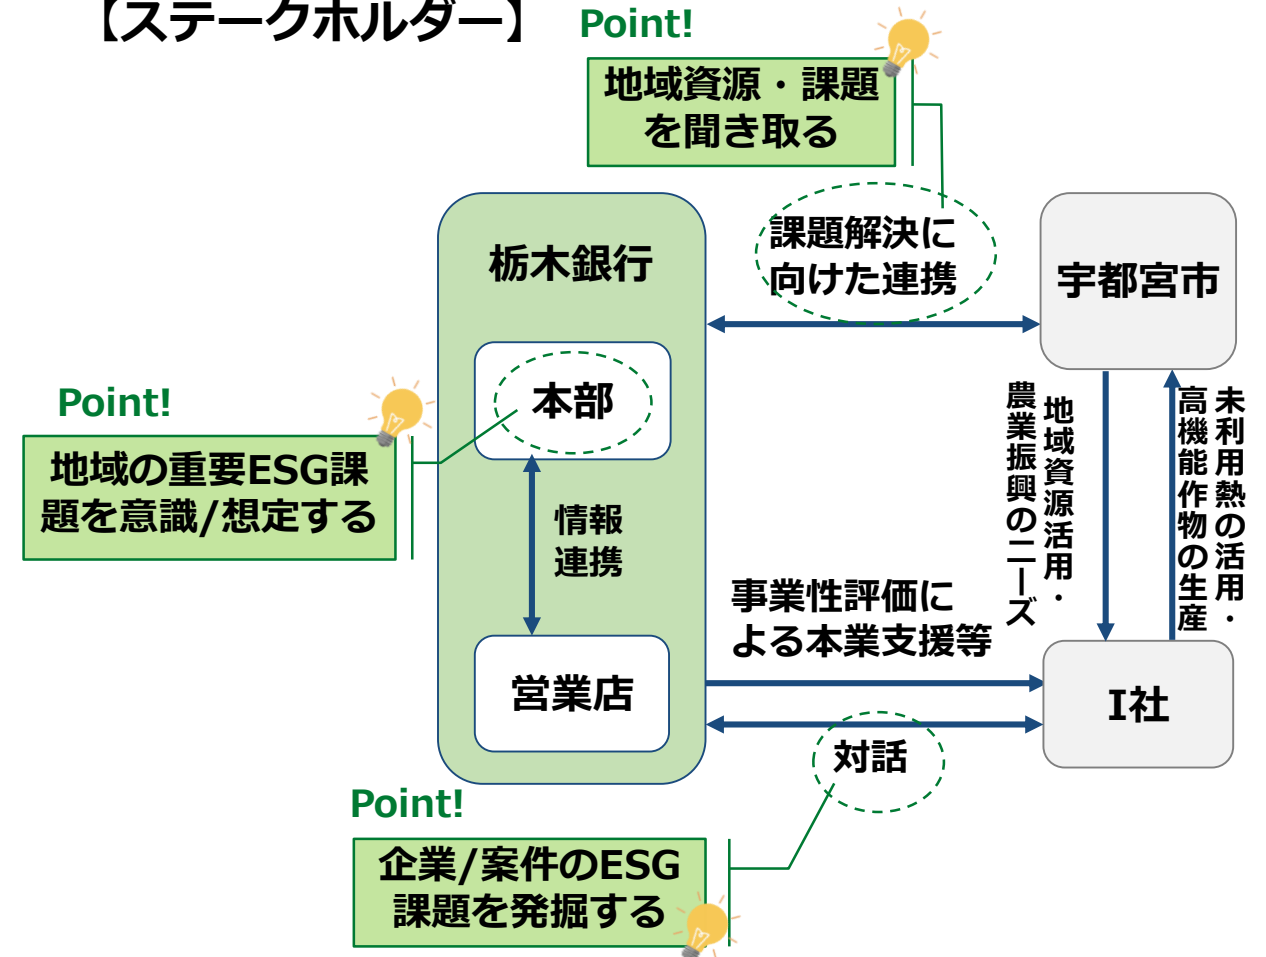 【ステークホルダー】
Point!
地域資源・課題
を聞き取る
栃木銀行
課題解決に
向けた連携
宇都宮市
本部
Point!
地域の重要ESG課
題を意識/想定する
情報
連携
地域資源活用・
農業振興のニーズ
未利用熱の活用・
高機能作物の生産
事業性評価に
よる本業支援等
営業店
I社
対話
Point!
企業/案件のESG
課題を発掘する